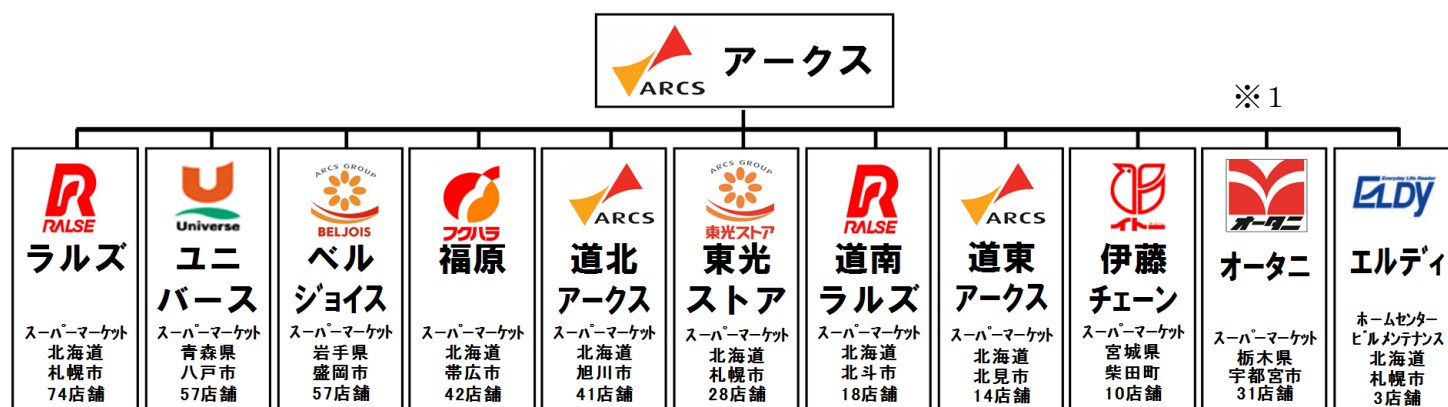 ARCS
アークス
※1
RALSE
ラルズ
スーパーマーケット
北海道
札幌市
74店舗
Universe
ユニ
バース
スーパーマーケット
青森県
八戸市
57店舗
ARCS GROUP
BELJOIS
ベル
ジョイス
スーパーマーケット
岩手県
盛岡市
57店舗
フクハラ
福原
スーパーマーケット
北海道
帯広市
42店舗
ARCS
道北
アークス
スーパーマーケット
北海道
旭川市
41店舗
ARCS GROUP
東光ストア
東光
ストア
スーパーマーケット
北海道
札幌市
28店舗
RALSE
道南
ラルズ
スーパーマーケット
北海道
北斗市
18店舗
ARCS
道東
アークス
スーパーマーケット
北海道
北見市
14店舗
イトー
伊藤
チェーン
スーパーマーケット
宮城県
柴田町
10店舗
オータニ
オータニ
スーパーマーケット
栃木県
宇都宮市
31店舗
Everyday Life Reader
ELDy
エルディ
ホームセンター
ビルメンテナンス
北海道
札幌市
3店舗